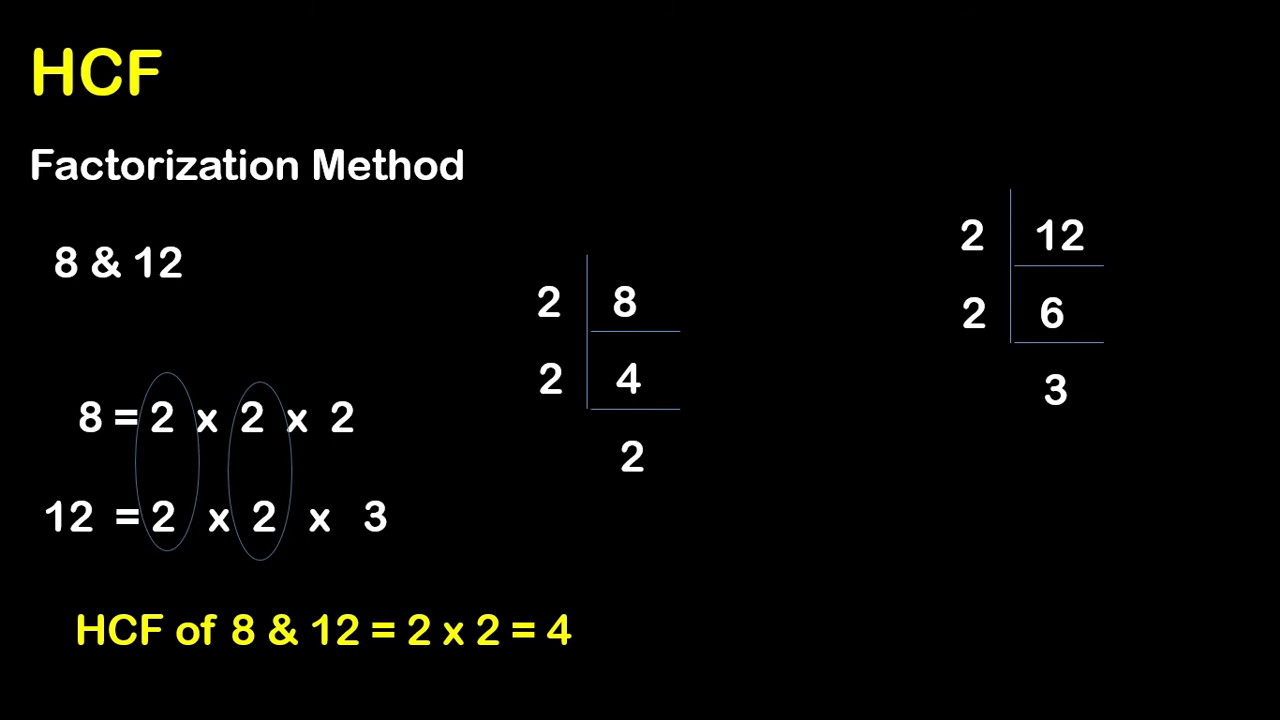 HCF
Factorization Method
8 & 12
8 = 2 x 2 x 2
12 = 2 x 2 x 3
HCF of 8 & 12 = 2 x 2 = 4
2 8
2 4
2
2 12
2 6
3